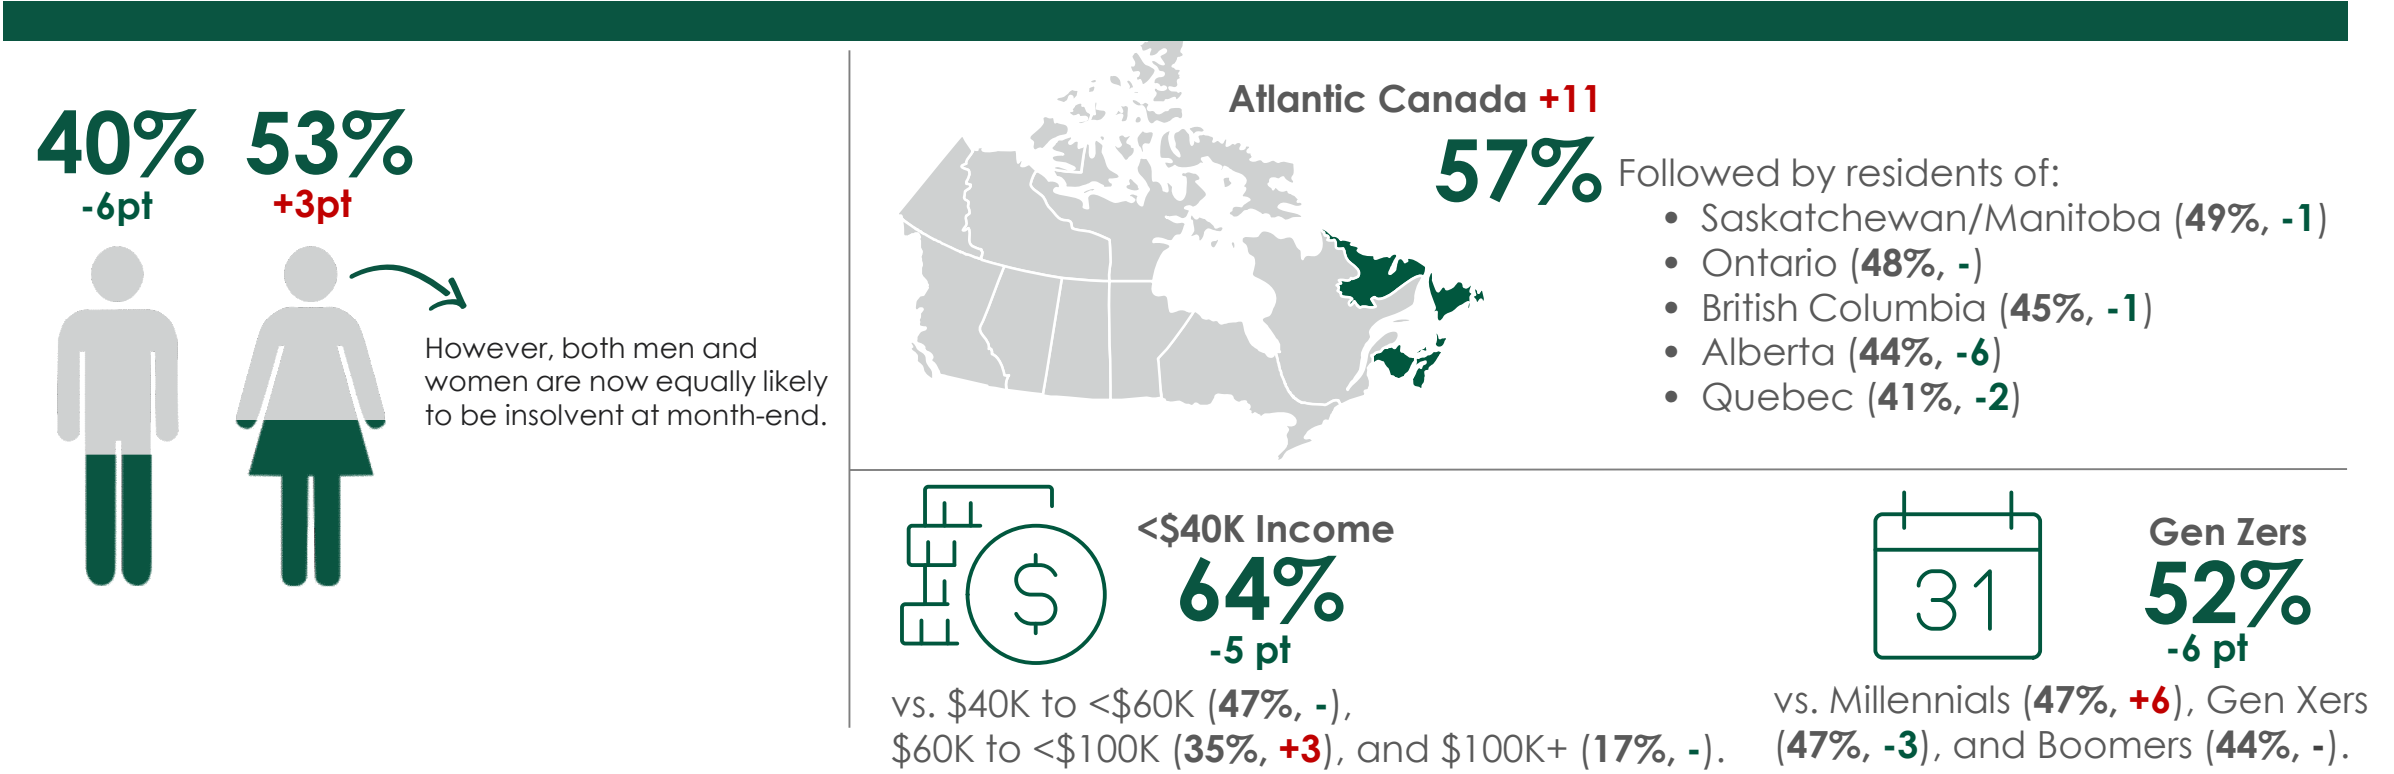 40% 53%
-6pt +3pt
However, both men and
women are now equally likely
to be insolvent at month-end.
Atlantic Canada +11
57%
Followed by residents of:
• Saskatchewan/Manitoba (49%, -1)
• Ontario (48%, -)
• British Columbia (45%, -1)
• Alberta (44%, -6)
• Quebec (41%, -2)
$
<$40K Income
64%
-5 pt
vs. $40K to <$60K (47%, -),
$60K to <$100K (35%, +3), and $100K+ (17%, -).
31
Gen Zers
52%
-6 pt
vs. Millennials (47%, +6), Gen Xers
(47%, -3), and Boomers (44%, -).